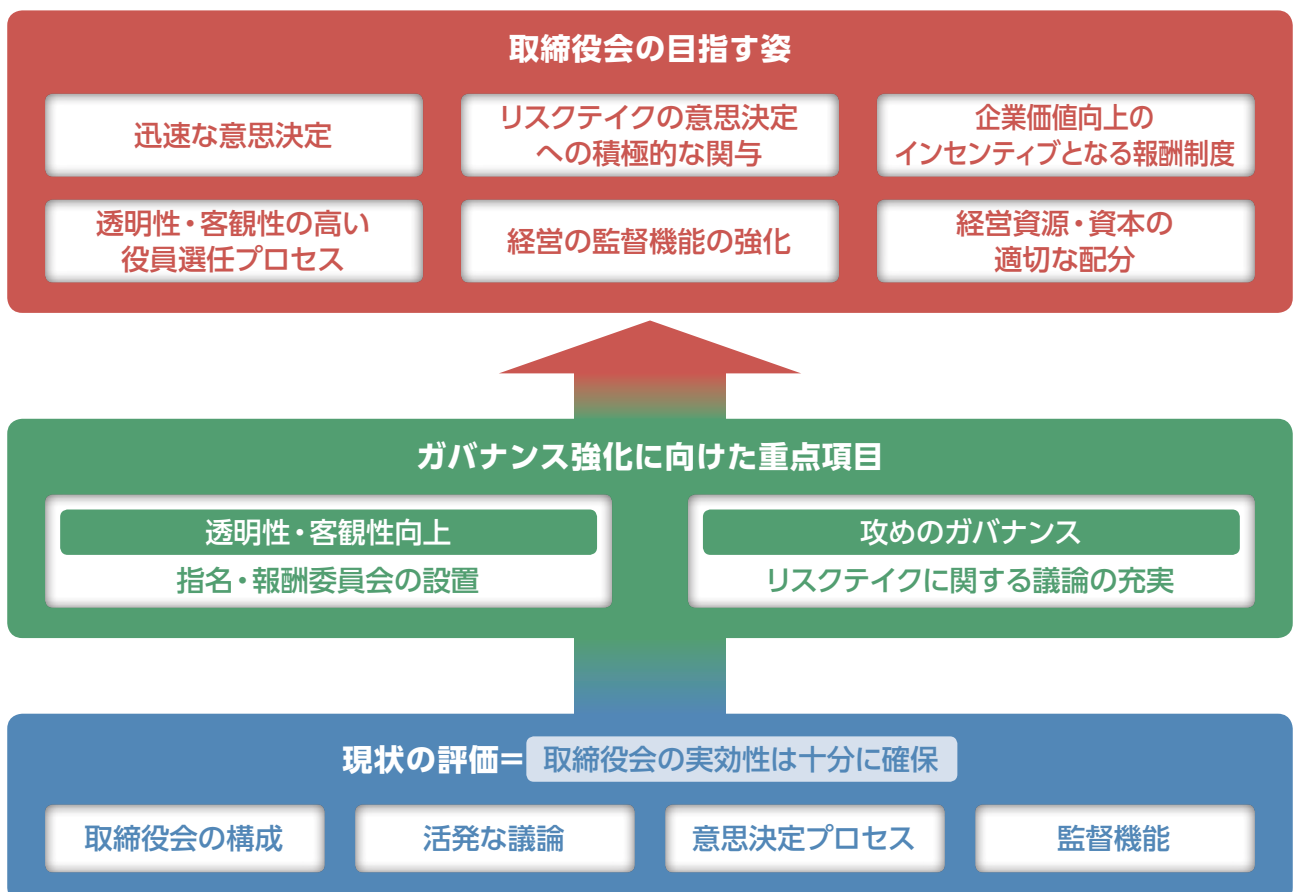 取締役会の目指す姿
迅速な意思決定
リスクテイクの意思決定
への積極的な関与
企業価値向上の
インセンティブとなる報酬制度
透明性・客観性の高い
役員選任プロセス
経営の監督機能の強化
経営資源・資本の
適切な配分
ガバナンス強化に向けた重点項目
透明性・客観性向上
指名・報酬委員会の設置
攻めのガバナンス
リスクテイクに関する議論の充実
現状の評価=取締役会の実効性は十分に確保
取締役会の構成
活発な議論
意思決定プロセス
監督機能